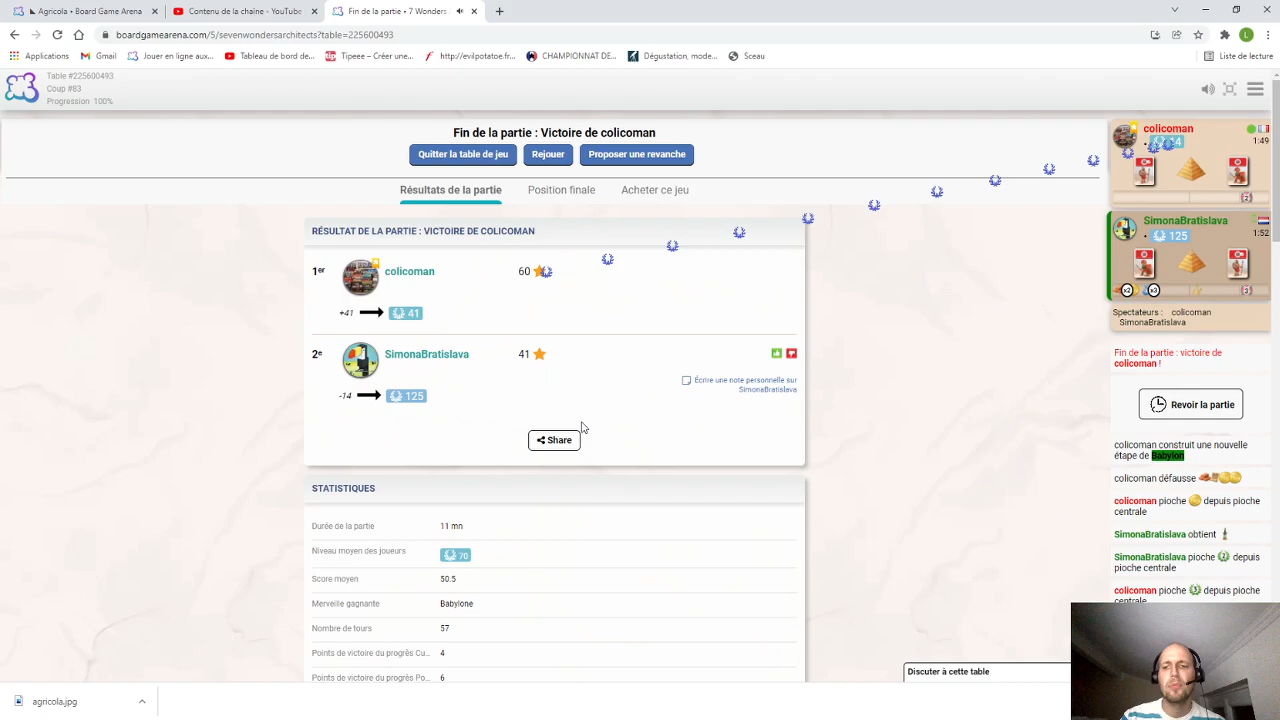 Agricola • Board Game Arena
Contenu de la chaîne - YouTube
Fin de la partie • 7 Wonders
boardgamearena.com/5/sevenwondersarchitects?table=225600493
Applications
Gmail
Jouer en ligne aux...
Tableau de bord - Y...
Tipeee – Créer une...
http://evilpotatoe.f...
CHAMPIONNAT DE...
Dégustation, mode...
Sceau
Liste de lecture
Table #225600493
Coup #83
Progression 100%
Fin de la partie : Victoire de colicoman
Quitter la table de jeu
Rejouer
Proposer une revanche
Résultats de la partie
Position finale
Acheter ce jeu
RÉSULTAT DE LA PARTIE : VICTOIRE DE COLICOMAN
1er
colicoman
60
+41
41
2e
SimonaBratislava
41
Écrire une note personnelle sur
SimonaBratislava
-14
125
Share
STATISTIQUES
Durée de la partie 11 mn
Niveau moyen des joueurs 70
Score moyen 50.5
Merveille gagnante Babylone
Nombre de tours 57
Points de victoire du progrès Cu... 4
Points de victoire du progrès Po... 6
colicoman
1:49
2
SimonaBratislava
125
1:52
x2
x3
3
Spectateurs : colicoman
SimonaBratislava
Fin de la partie : victoire de
colicoman !
Revoir la partie
colicoman construit une nouvelle
étape de Babylon
colicoman défausse
colicoman pioche depuis pioche
centrale
SimonaBratislava obtient
SimonaBratislava pioche depuis
pioche centrale
colicoman pioche depuis pioche
centrale
Discuter à cette table
agricola.jpg